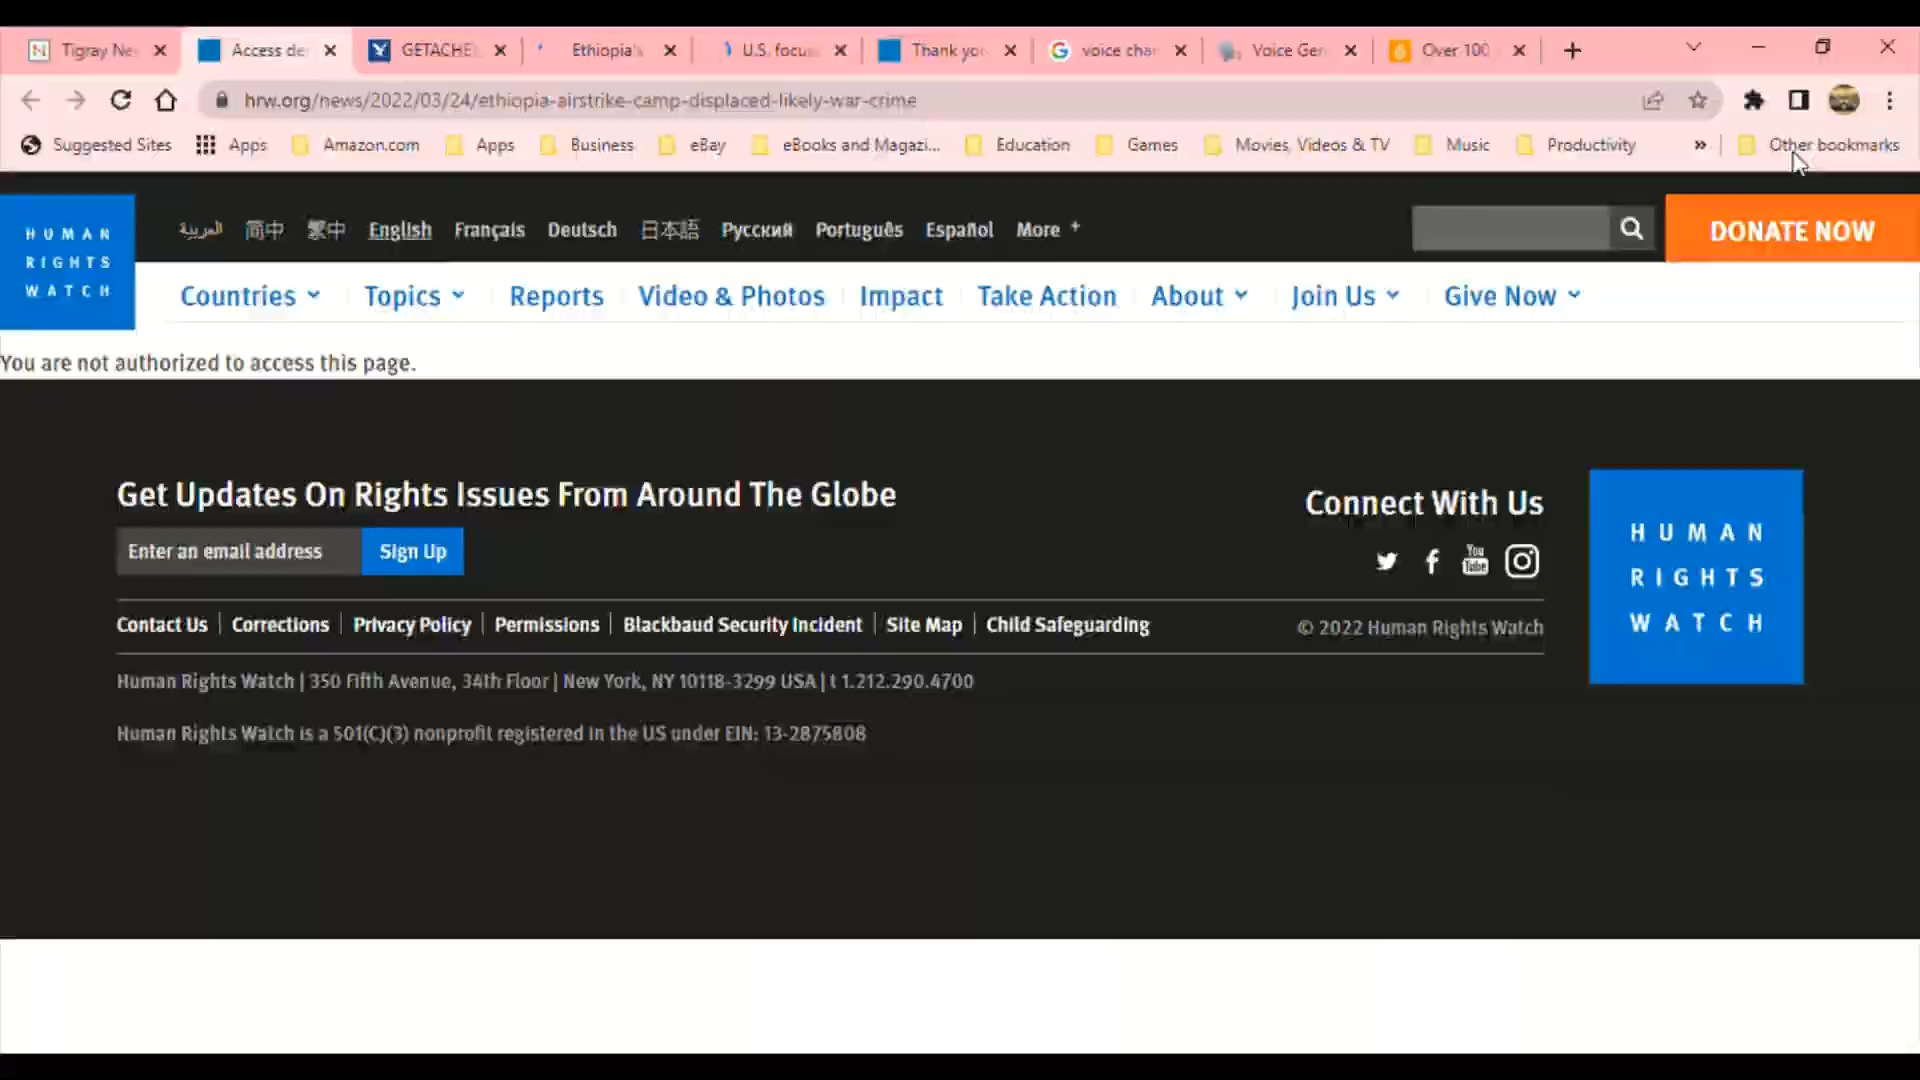 Tigray Ne
Access de
GETACHE
Ethiopia's
U.S. focus
Thank yo
voice cha
Voice Gen
Over 100
hrw.org/news/2022/03/24/ethiopia-airstrike-camp-displaced-likely-war-crime
Suggested Sites Apps Amazon.com Apps Business eBay eBooks and Magazi... Education Games Movies, Videos & TV Music Productivity » Other bookmarks
HUMAN
RIGHTS
WATCH
العربية 简中 繁中 English Français Deutsch 日本語 Русский Português Español More +
DONATE NOW
Countries Topics Reports Video & Photos Impact Take Action About Join Us Give Now
You are not authorized to access this page.
Get Updates On Rights Issues From Around The Globe
Enter an email address Sign Up
Connect With Us
You
Tube
HUMAN
RIGHTS
WATCH
Contact Us | Corrections | Privacy Policy | Permissions | Blackbaud Security Incident | Site Map | Child Safeguarding
© 2022 Human Rights Watch
Human Rights Watch | 350 Fifth Avenue, 34th Floor | New York, NY 10118-3299 USA | t 1.212.290.4700
Human Rights Watch is a 501(C)(3) nonprofit registered in the US under EIN: 13-2875808